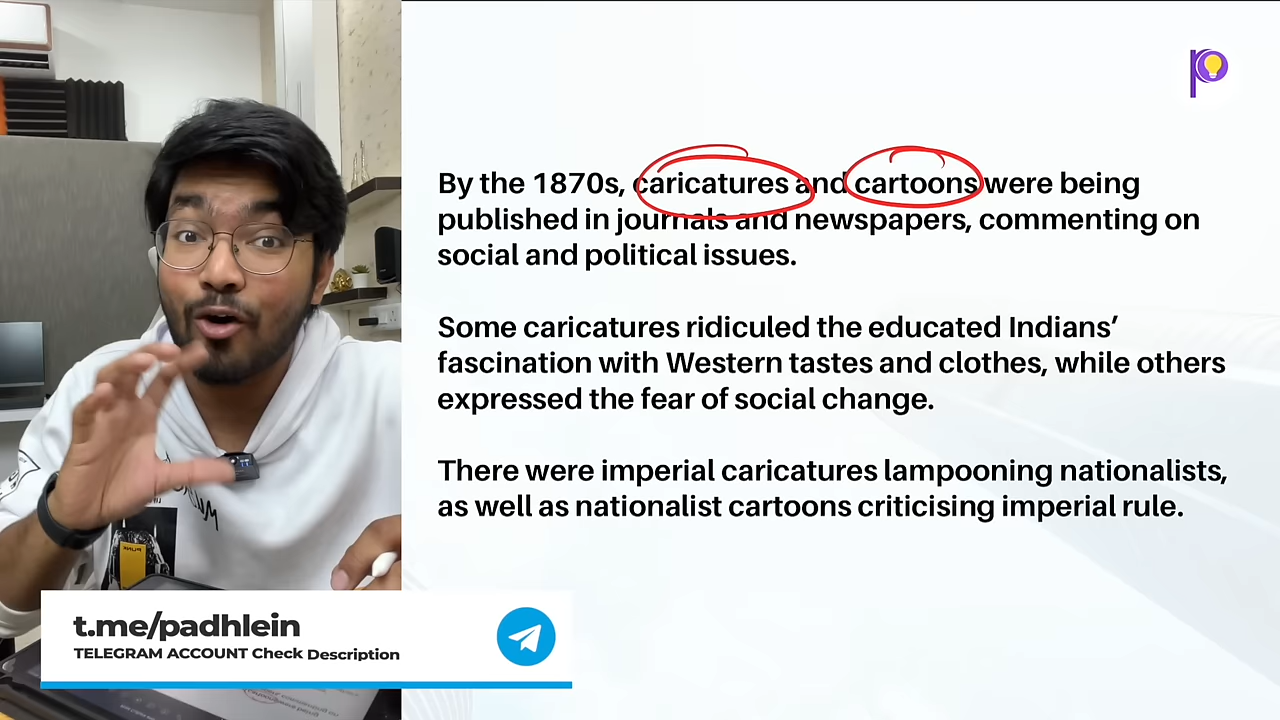 By the 1870s, caricatures and cartoons were being
published in journals and newspapers, commenting on
social and political issues.
Some caricatures ridiculed the educated Indians’
fascination with Western tastes and clothes, while others
expressed the fear of social change.
There were imperial caricatures lampooning nationalists,
as well as nationalist cartoons criticising imperial rule.
t.me/padhlein
TELEGRAM ACCOUNT Check Description